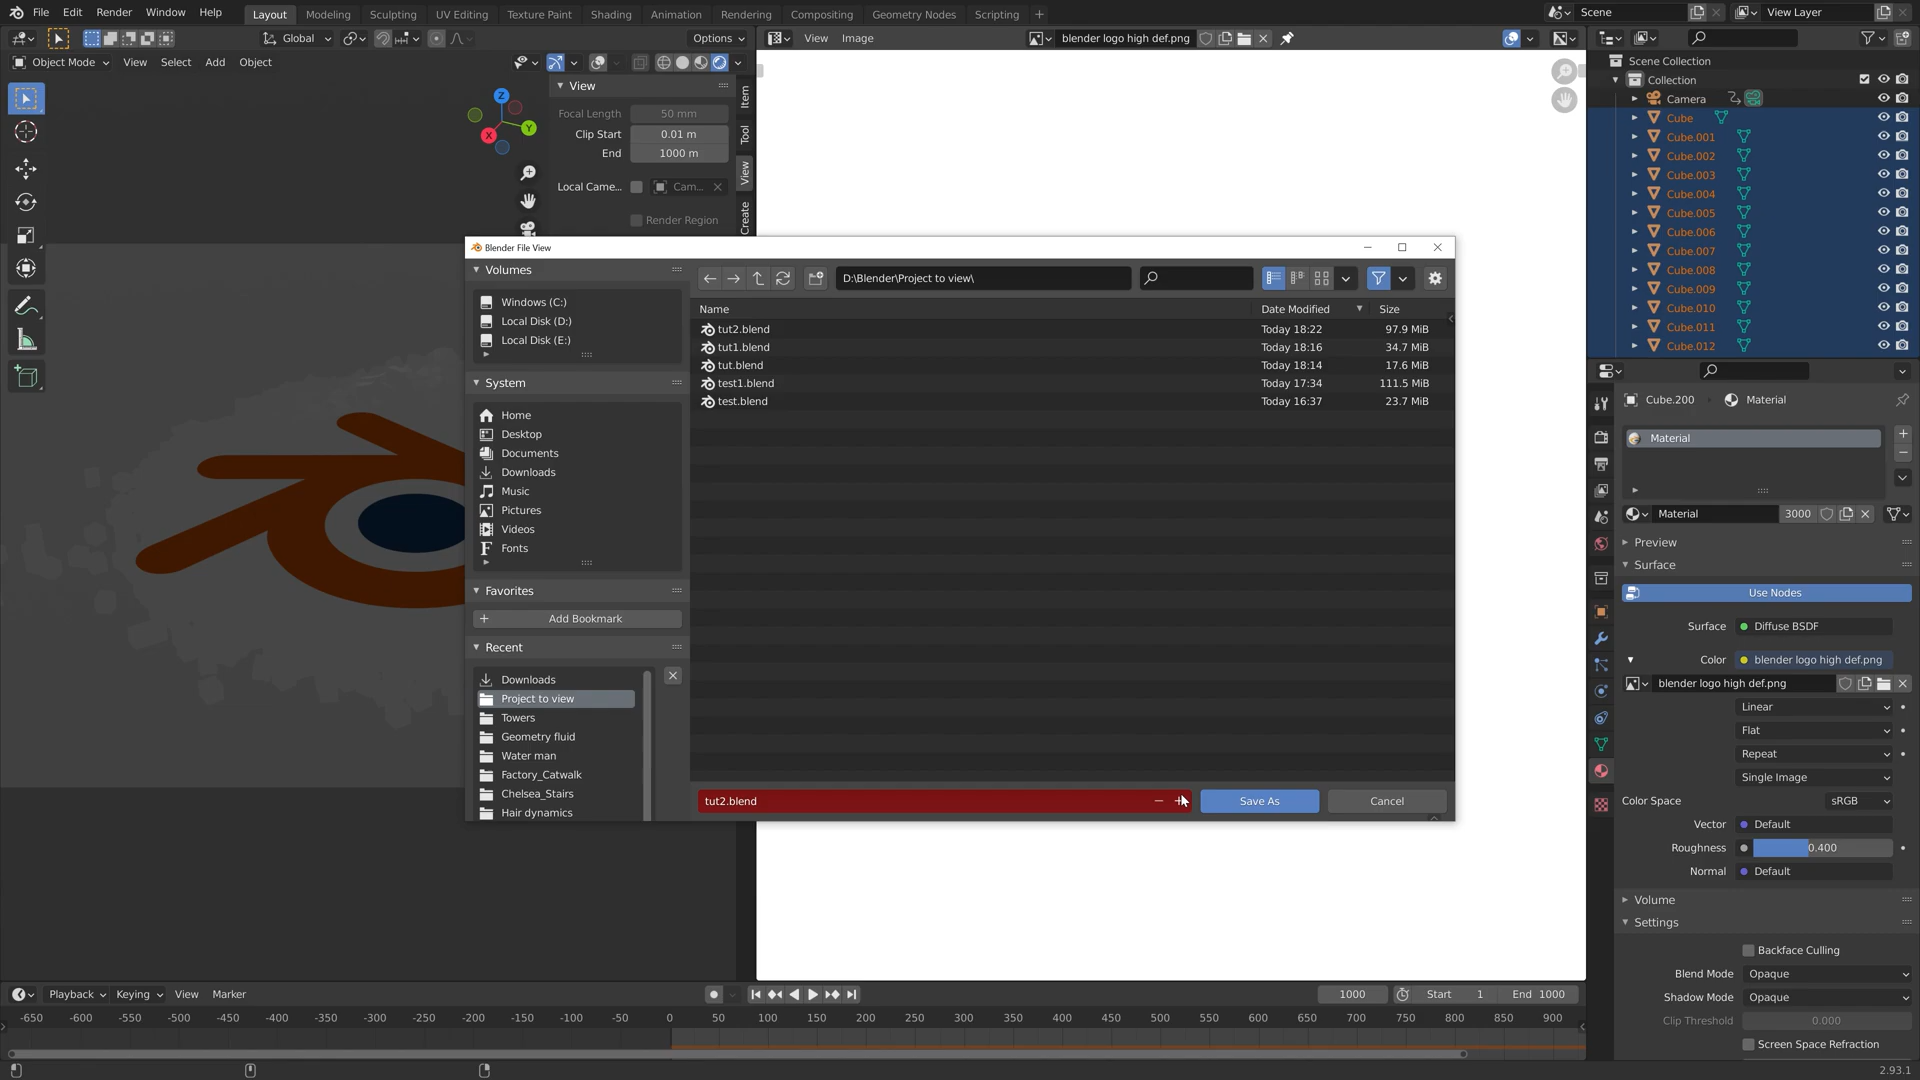 File Edit Render Window Help Layout Modeling Sculpting UV Editing Texture Paint Shading Animation Rendering Compositing Geometry Nodes Scripting + Scene View Layer
Global Options View Image blender logo high def.png
Object Mode View Select Add Object
View
Focal Length 50 mm
Clip Start 0.01 m
End 1000 m
Local Came... Cam...
Render Region
Item
Tool
View
Create
Z
Y
X
Scene Collection
Collection
Camera
Cube
Cube.001
Cube.002
Cube.003
Cube.004
Cube.005
Cube.006
Cube.007
Cube.008
Cube.009
Cube.010
Cube.011
Cube.012
Blender File View
Volumes
Windows (C:)
Local Disk (D:)
Local Disk (E:)
System
Home
Desktop
Documents
Downloads
Music
Pictures
Videos
Fonts
Favorites
Add Bookmark
Recent
Downloads
Project to view
Towers
Geometry fluid
Water man
Factory_Catwalk
Chelsea_Stairs
Hair dynamics
D:\Blender\Project to view\
Name Date Modified Size
tut2.blend Today 18:22 97.9 MiB
tut1.blend Today 18:16 34.7 MiB
tut.blend Today 18:14 17.6 MiB
test1.blend Today 17:34 111.5 MiB
test.blend Today 16:37 23.7 MiB
tut2.blend Save As Cancel
Cube.200 Material
Material
Material 3000
Preview
Surface
Use Nodes
Surface Diffuse BSDF
Color blender logo high def.png
blender logo high def.png
Linear
Flat
Repeat
Single Image
Color Space sRGB
Vector Default
Roughness 0.400
Normal Default
Volume
Settings
Backface Culling
Blend Mode Opaque
Shadow Mode Opaque
Clip Threshold 0.000
Screen Space Refraction
Playback Keying View Marker 1000 Start 1 End 1000
-650 -600 -550 -500 -450 -400 -350 -300 -250 -200 -150 -100 -50 0 50 100 150 200 250 300 350 400 450 500 550 600 650 700 750 800 850 900
2.93.1